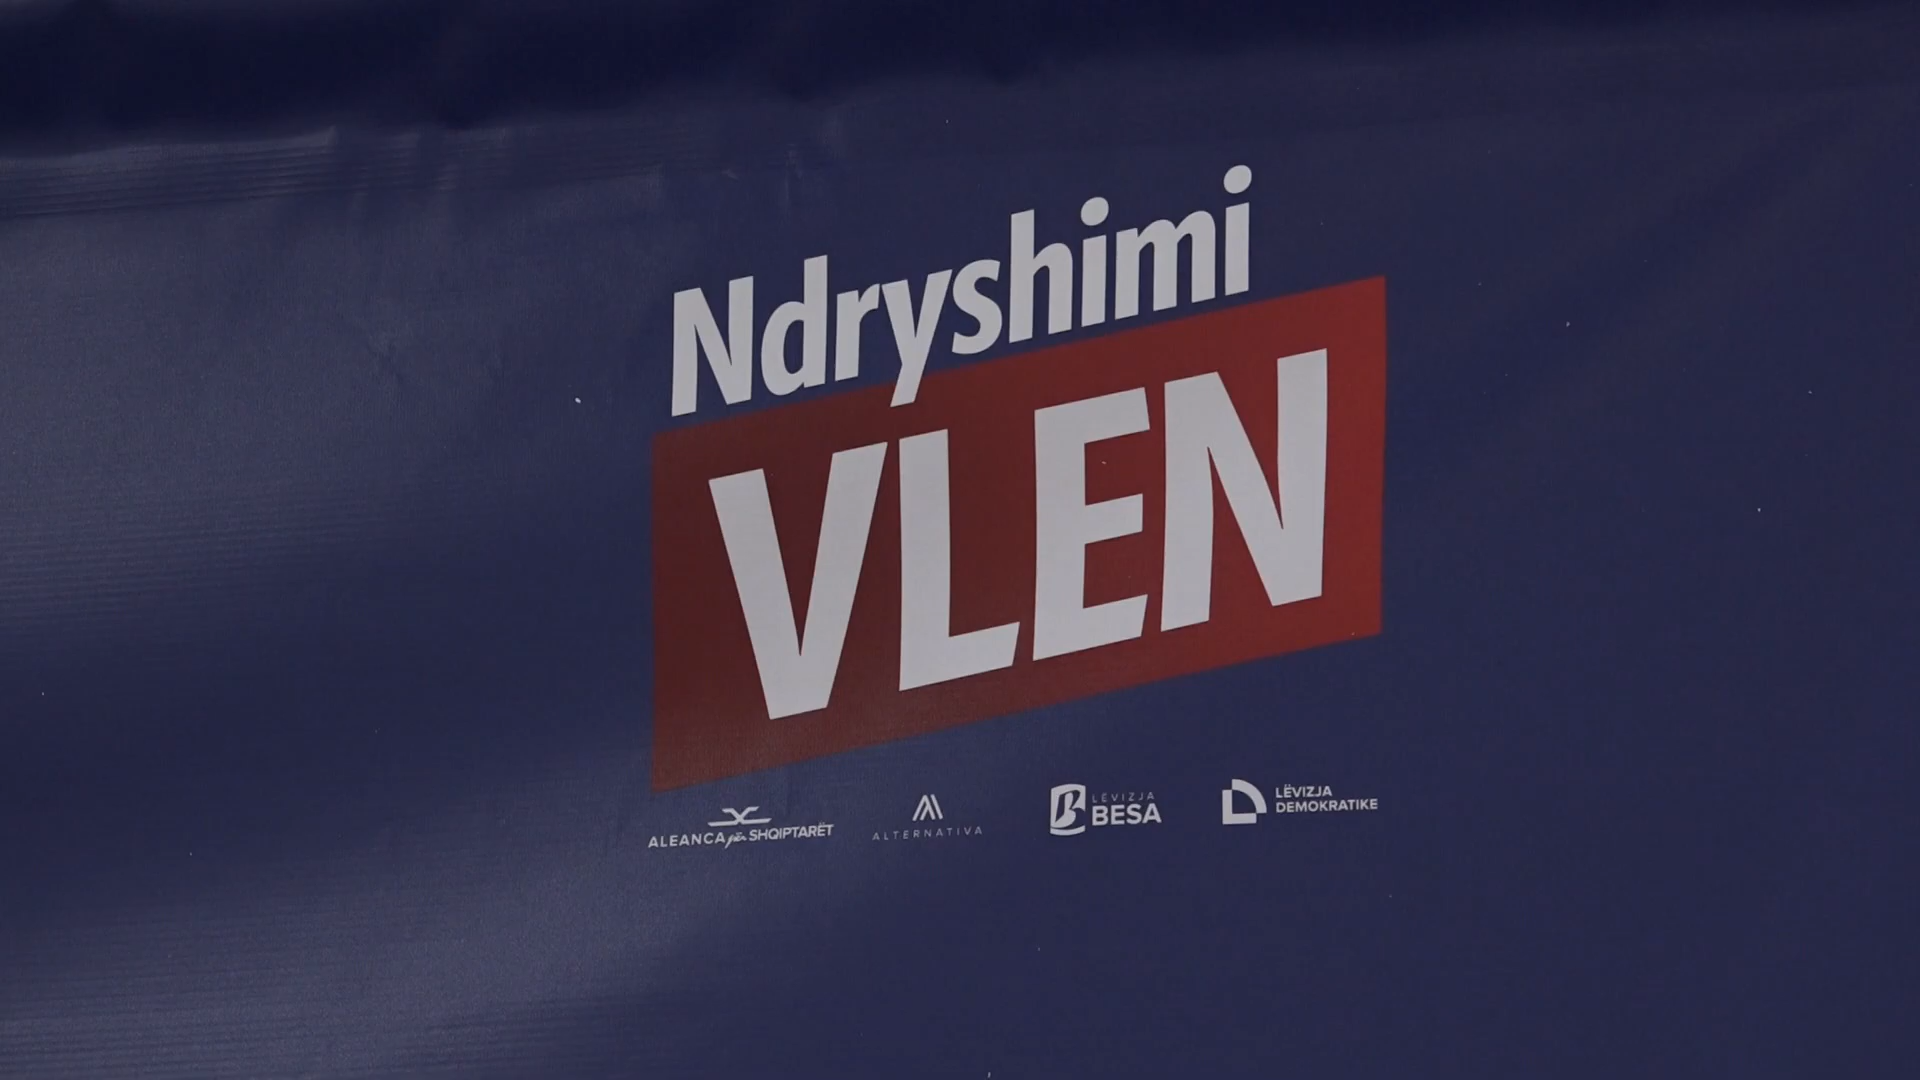 Ndryshimi
VLEN
ALEANCA për SHQIPTARËT
ALTERNATIVA
LËVIZJA
BESA
LËVIZJA
DEMOKRATIKE